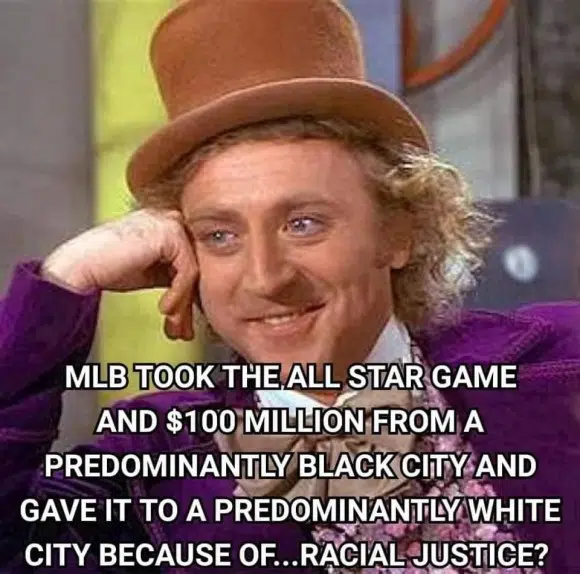 MLB TOOK THE ALL STAR GAME
AND $100 MILLION FROM A
PREDOMINANTLY BLACK CITY AND
GAVE IT TO A PREDOMINANTLY WHITE
CITY BECAUSE OF...RACIAL JUSTICE?